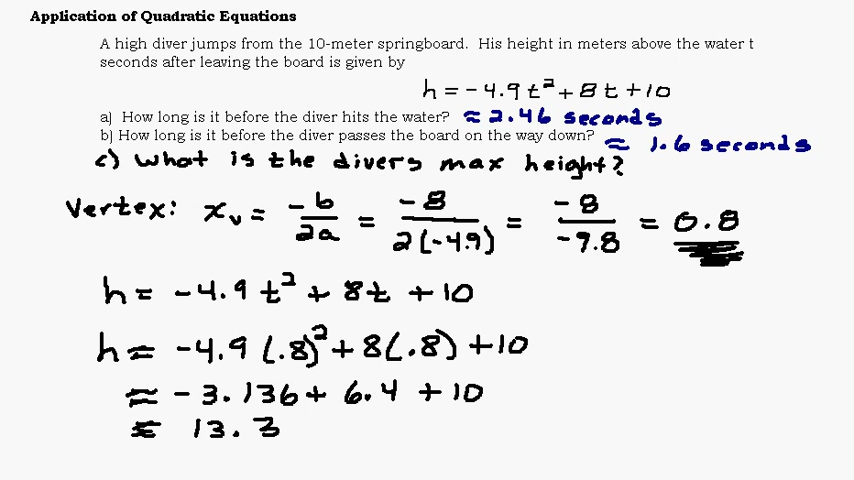 Application of Quadratic Equations
A high diver jumps from the 10-meter springboard. His height in meters above the water t
seconds after leaving the board is given by
h = -4.9t² + 8t + 10
a) How long is it before the diver hits the water? ≈ 2.46 seconds
b) How long is it before the diver passes the board on the way down? ≈ 1.6 seconds
c) What is the divers max height?
Vertex: xᵥ = -b/2a = -8/2(-4.9) = -8/-9.8 = 0.8
h = -4.9t² + 8t + 10
h ≈ -4.9(.8)² + 8(.8) + 10
≈ -3.136 + 6.4 + 10
≈ 13.3